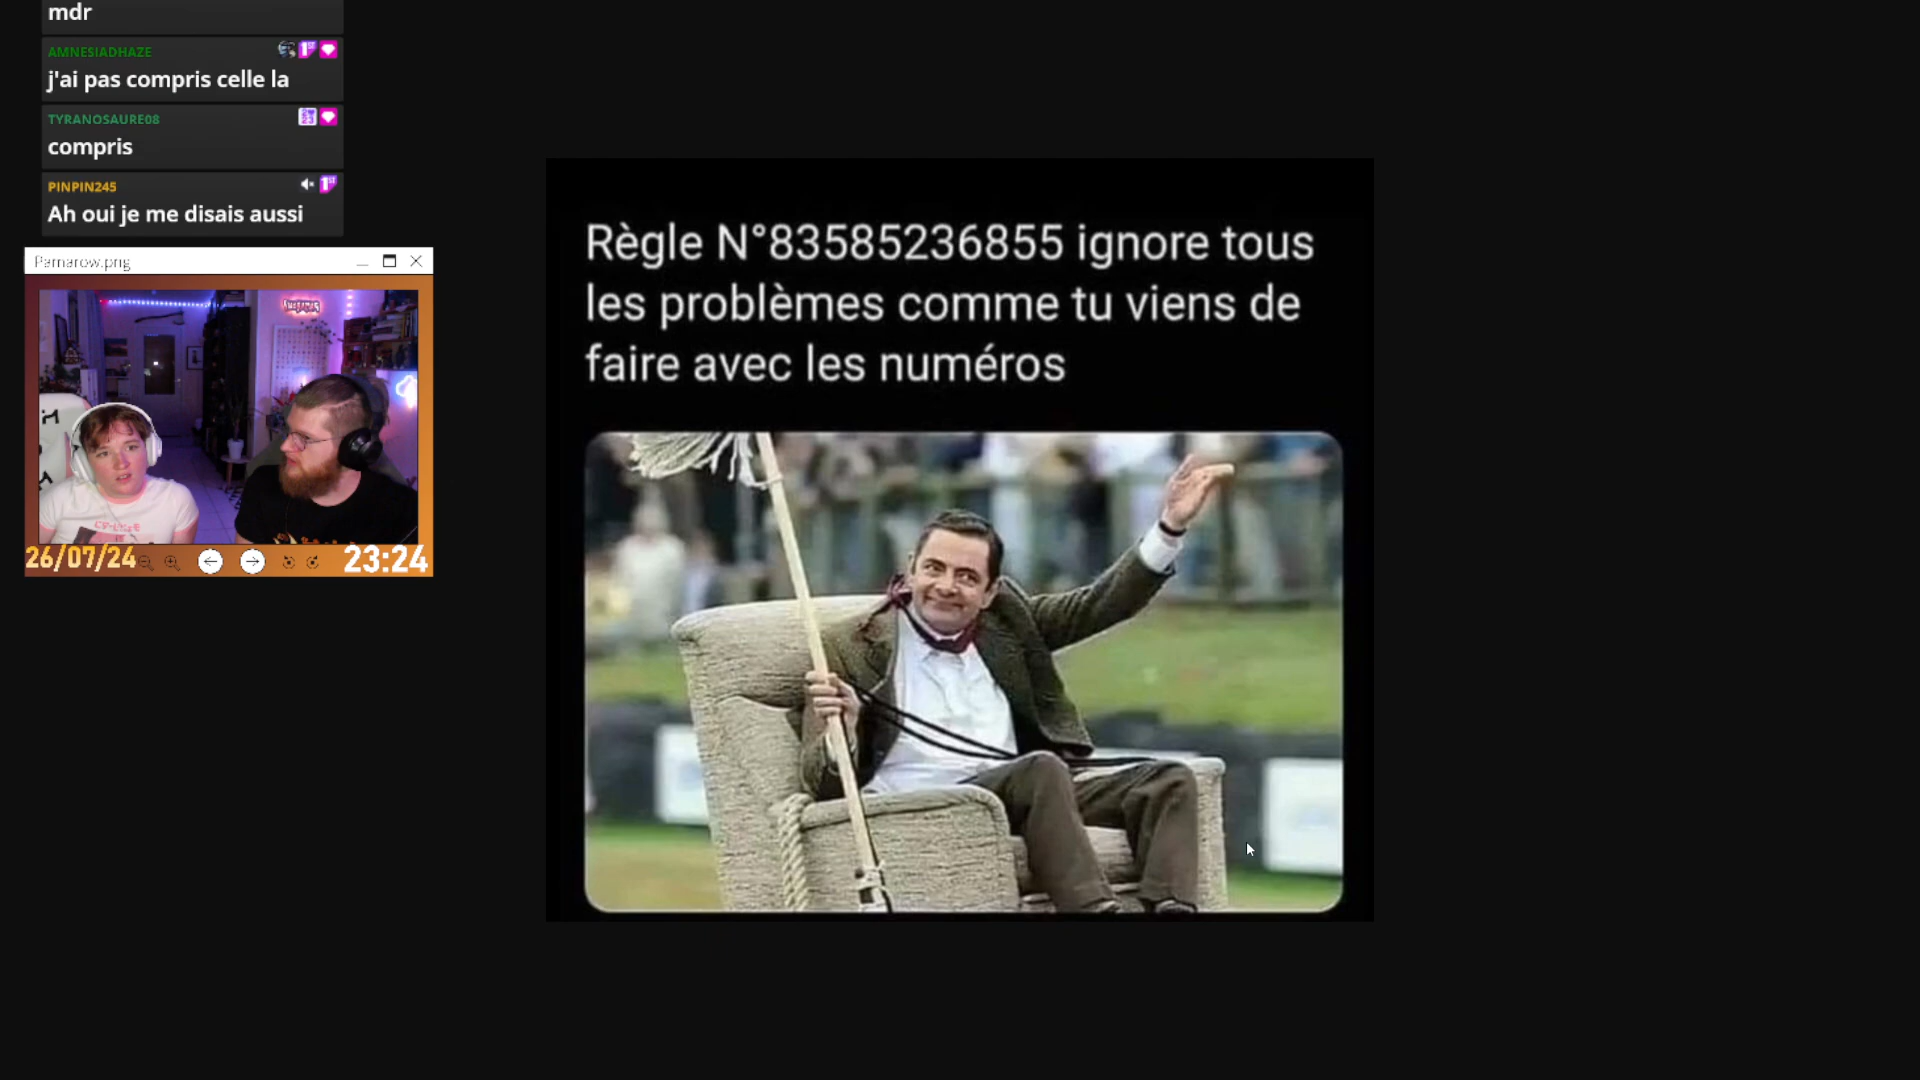 mdr
AMNESIADHAZE
j'ai pas compris celle la
TYRANOSAURE08
compris
PINPIN245
Ah oui je me disais aussi
Pamarow.png
26/07/24
23:24
Règle N°83585236855 ignore tous
les problèmes comme tu viens de
faire avec les numéros